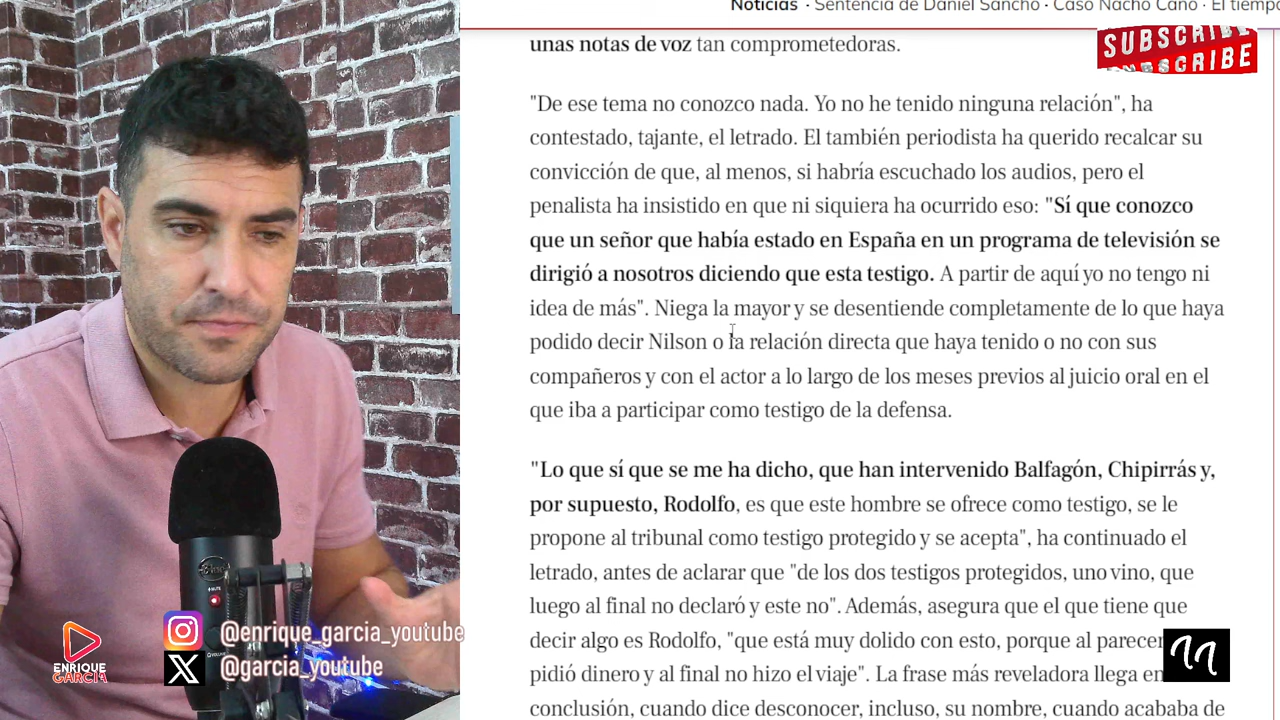 Noticias · Sentencia de Daniel Sancho · Caso Nacho Cano · El tiempo
SUBSCRIBE
SUBSCRIBE
unas notas de voz tan comprometedoras.
"De ese tema no conozco nada. Yo no he tenido ninguna relación", ha
contestado, tajante, el letrado. El también periodista ha querido recalcar su
convicción de que, al menos, si habría escuchado los audios, pero el
penalista ha insistido en que ni siquiera ha ocurrido eso: "Sí que conozco
que un señor que había estado en España en un programa de televisión se
dirigió a nosotros diciendo que esta testigo. A partir de aquí yo no tengo ni
idea de más". Niega la mayor y se desentiende completamente de lo que haya
podido decir Nilson o la relación directa que haya tenido o no con sus
compañeros y con el actor a lo largo de los meses previos al juicio oral en el
que iba a participar como testigo de la defensa.
"Lo que sí que se me ha dicho, que han intervenido Balfagón, Chipirrás y,
por supuesto, Rodolfo, es que este hombre se ofrece como testigo, se le
propone al tribunal como testigo protegido y se acepta", ha continuado el
letrado, antes de aclarar que "de los dos testigos protegidos, uno vino, que
luego al final no declaró y este no". Además, asegura que el que tiene que
decir algo es Rodolfo, "que está muy dolido con esto, porque al parecer
pidió dinero y al final no hizo el viaje". La frase más reveladora llega en
conclusión, cuando dice desconocer, incluso, su nombre, cuando acababa de
ENRIQUE
GARCIA
@enrique_garcia_youtube
@garcia_youtube